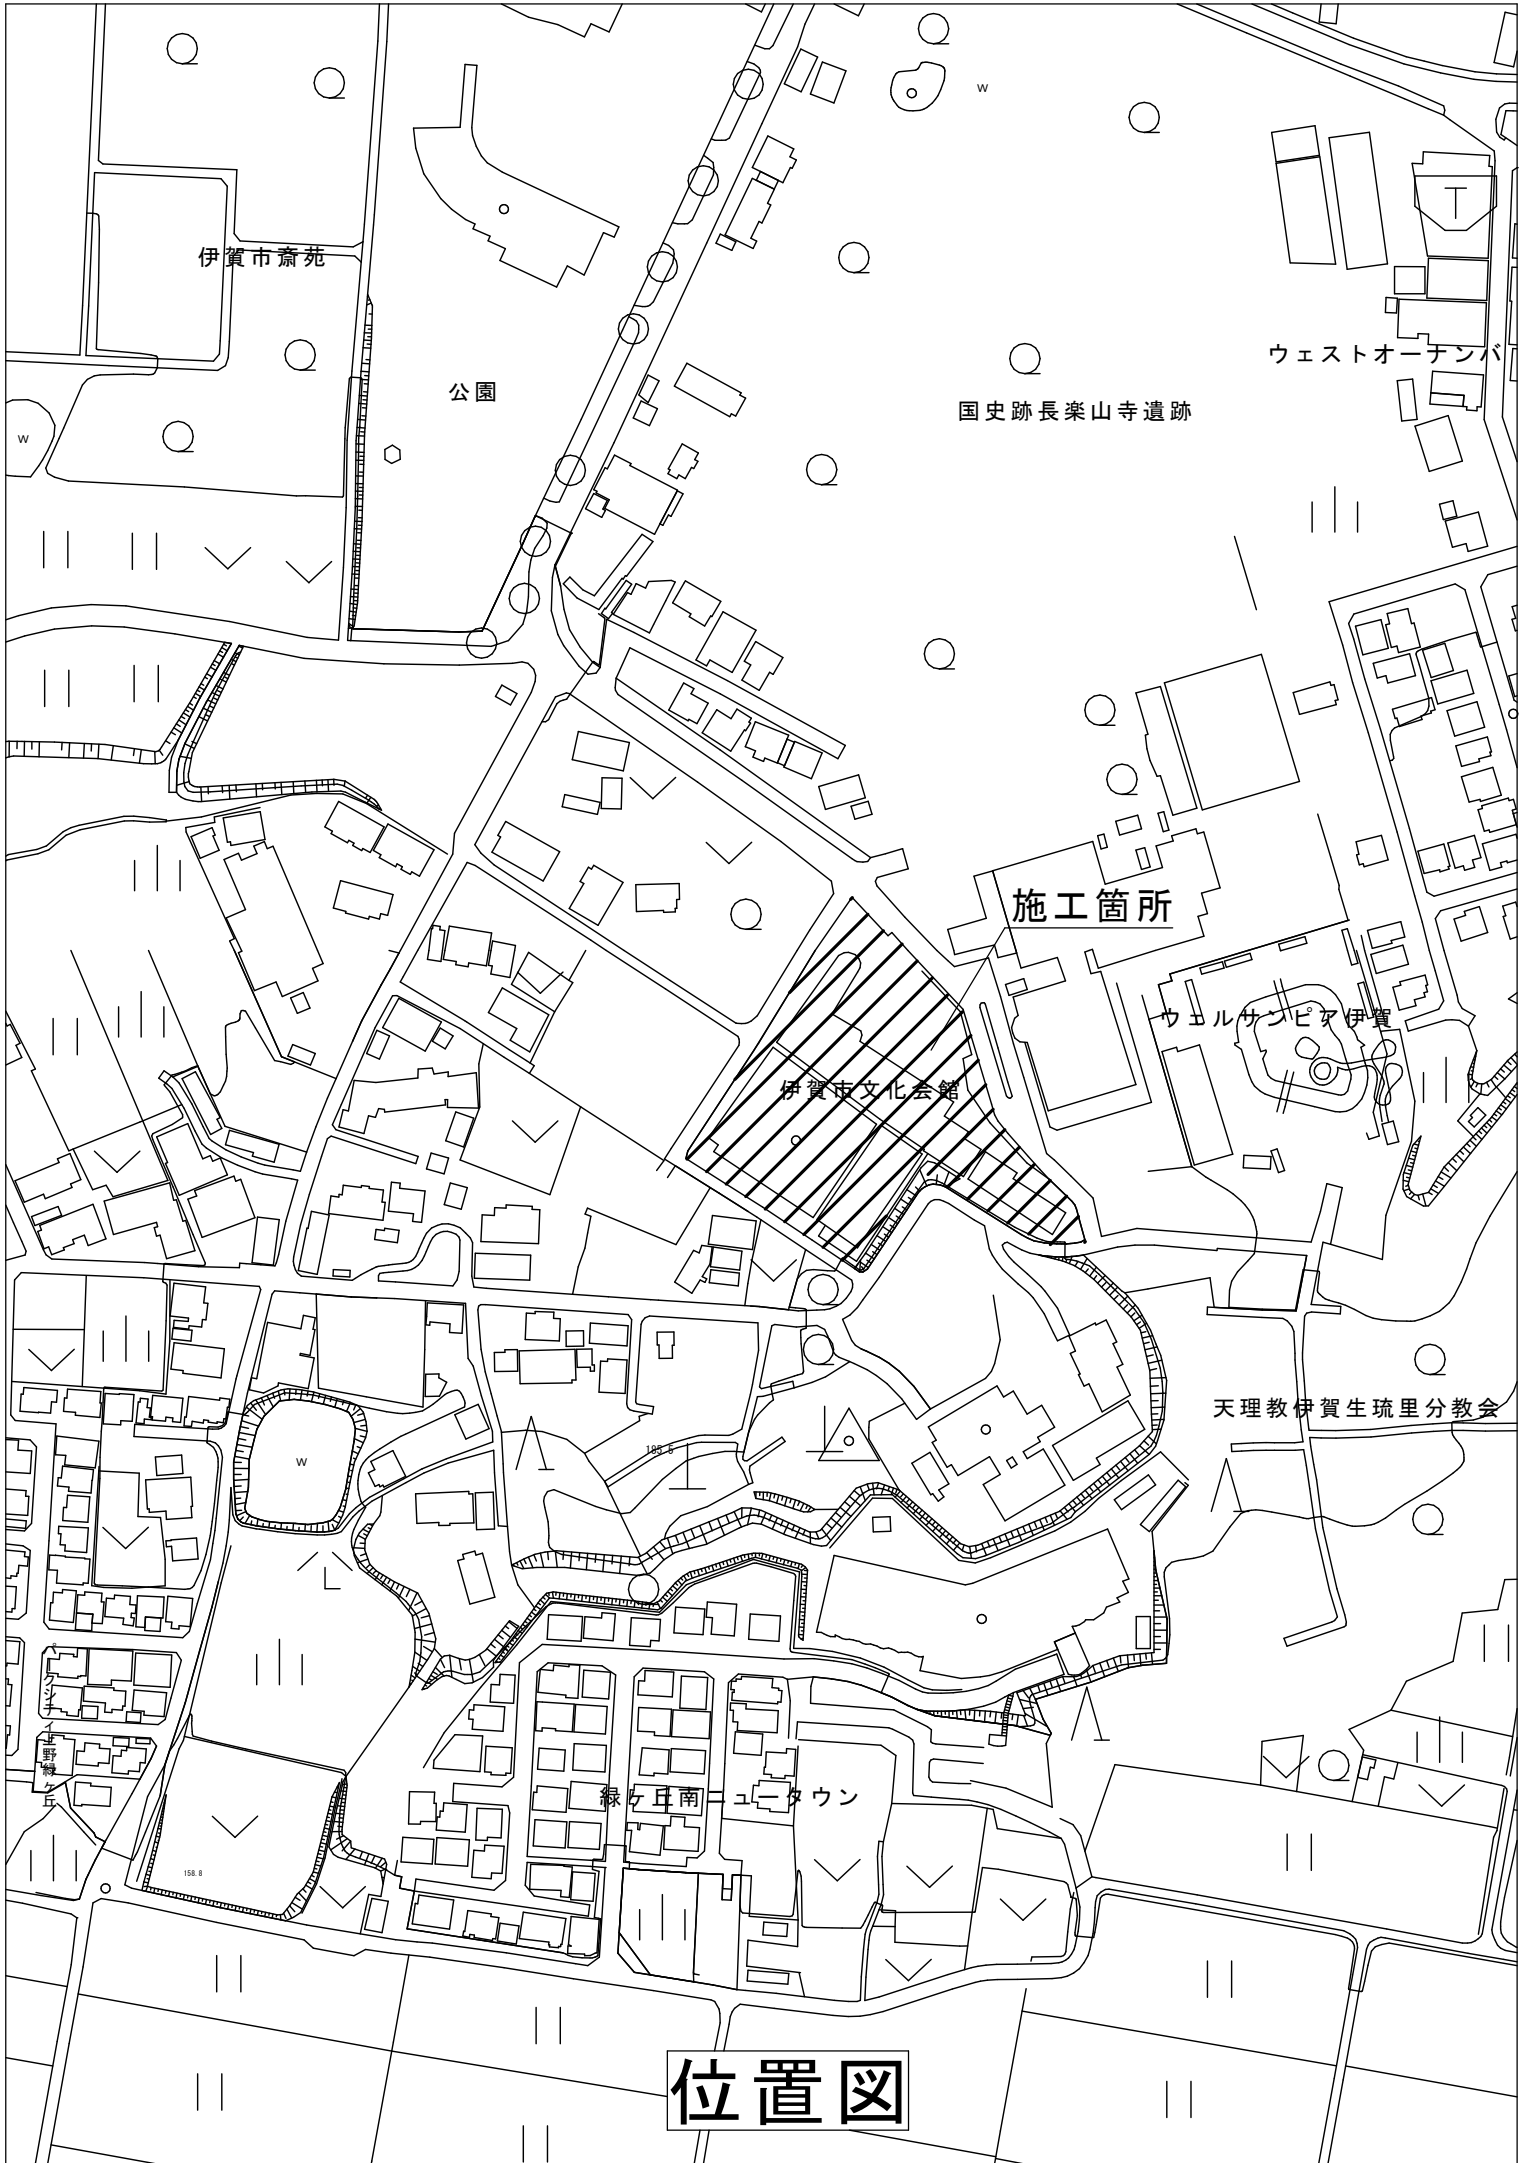 w
伊賀市斎苑
ウェストオーナンバ
公園
国史跡長楽山寺遺跡
w
施工箇所
ウェルサンピア伊賀
伊賀市文化会館
天理教伊賀生琉里分教会
185.5
w
緑ヶ丘南ニュータウン
158.8
位置図